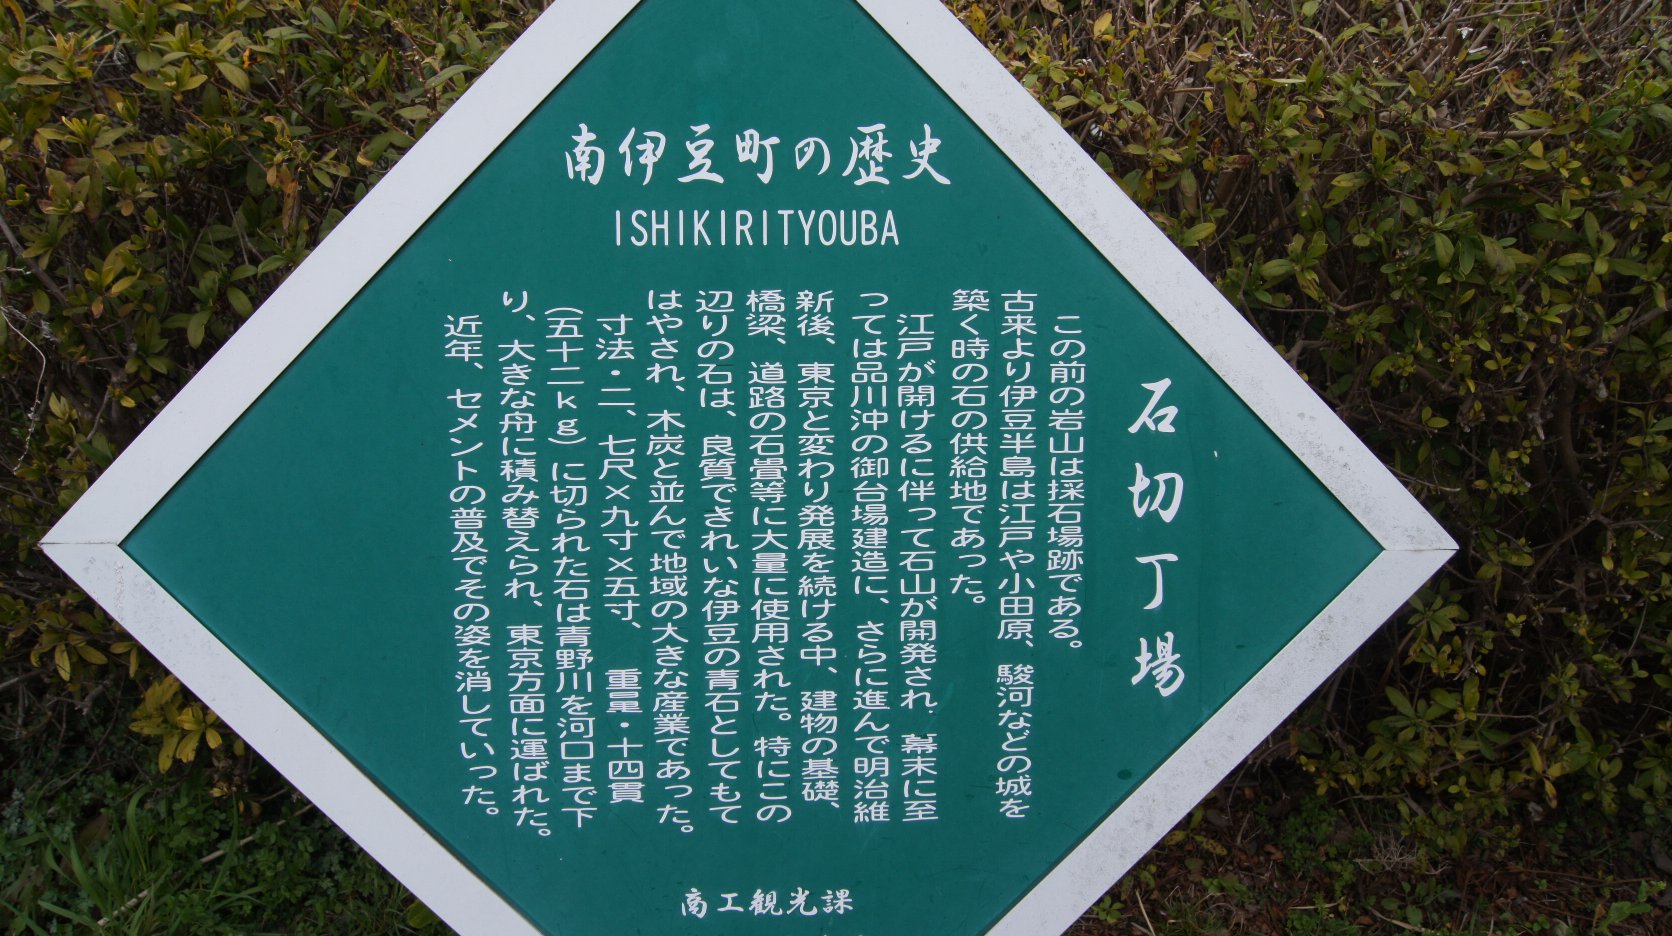 南伊豆町の歴史
ISHIKIRITYOUBA
石切丁場
この前の岩山は採石場跡である。
古来より伊豆半島は江戸や小田原、駿河などの城を
築く時の石の供給地であった。
江戸が開けるに伴って石山が開発され、幕末に至
っては品川沖の御台場建造に、さらに進んで明治維
新後、東京と変わり発展を続ける中、建物の基礎、
橋梁、道路の石畳等に大量に使用された。特にこの
辺りの石は、良質できれいな伊豆の青石としてもて
はやされ、木炭と並んで地域の大きな産業であった。
寸法・二、七尺×九寸×五寸、 重量・十四貫
(五十二kg)に切られた石は青野川を河口まで下
り、大きな舟に積み替えられ、東京方面に運ばれた。
近年、セメントの普及でその姿を消していった。
商工観光課